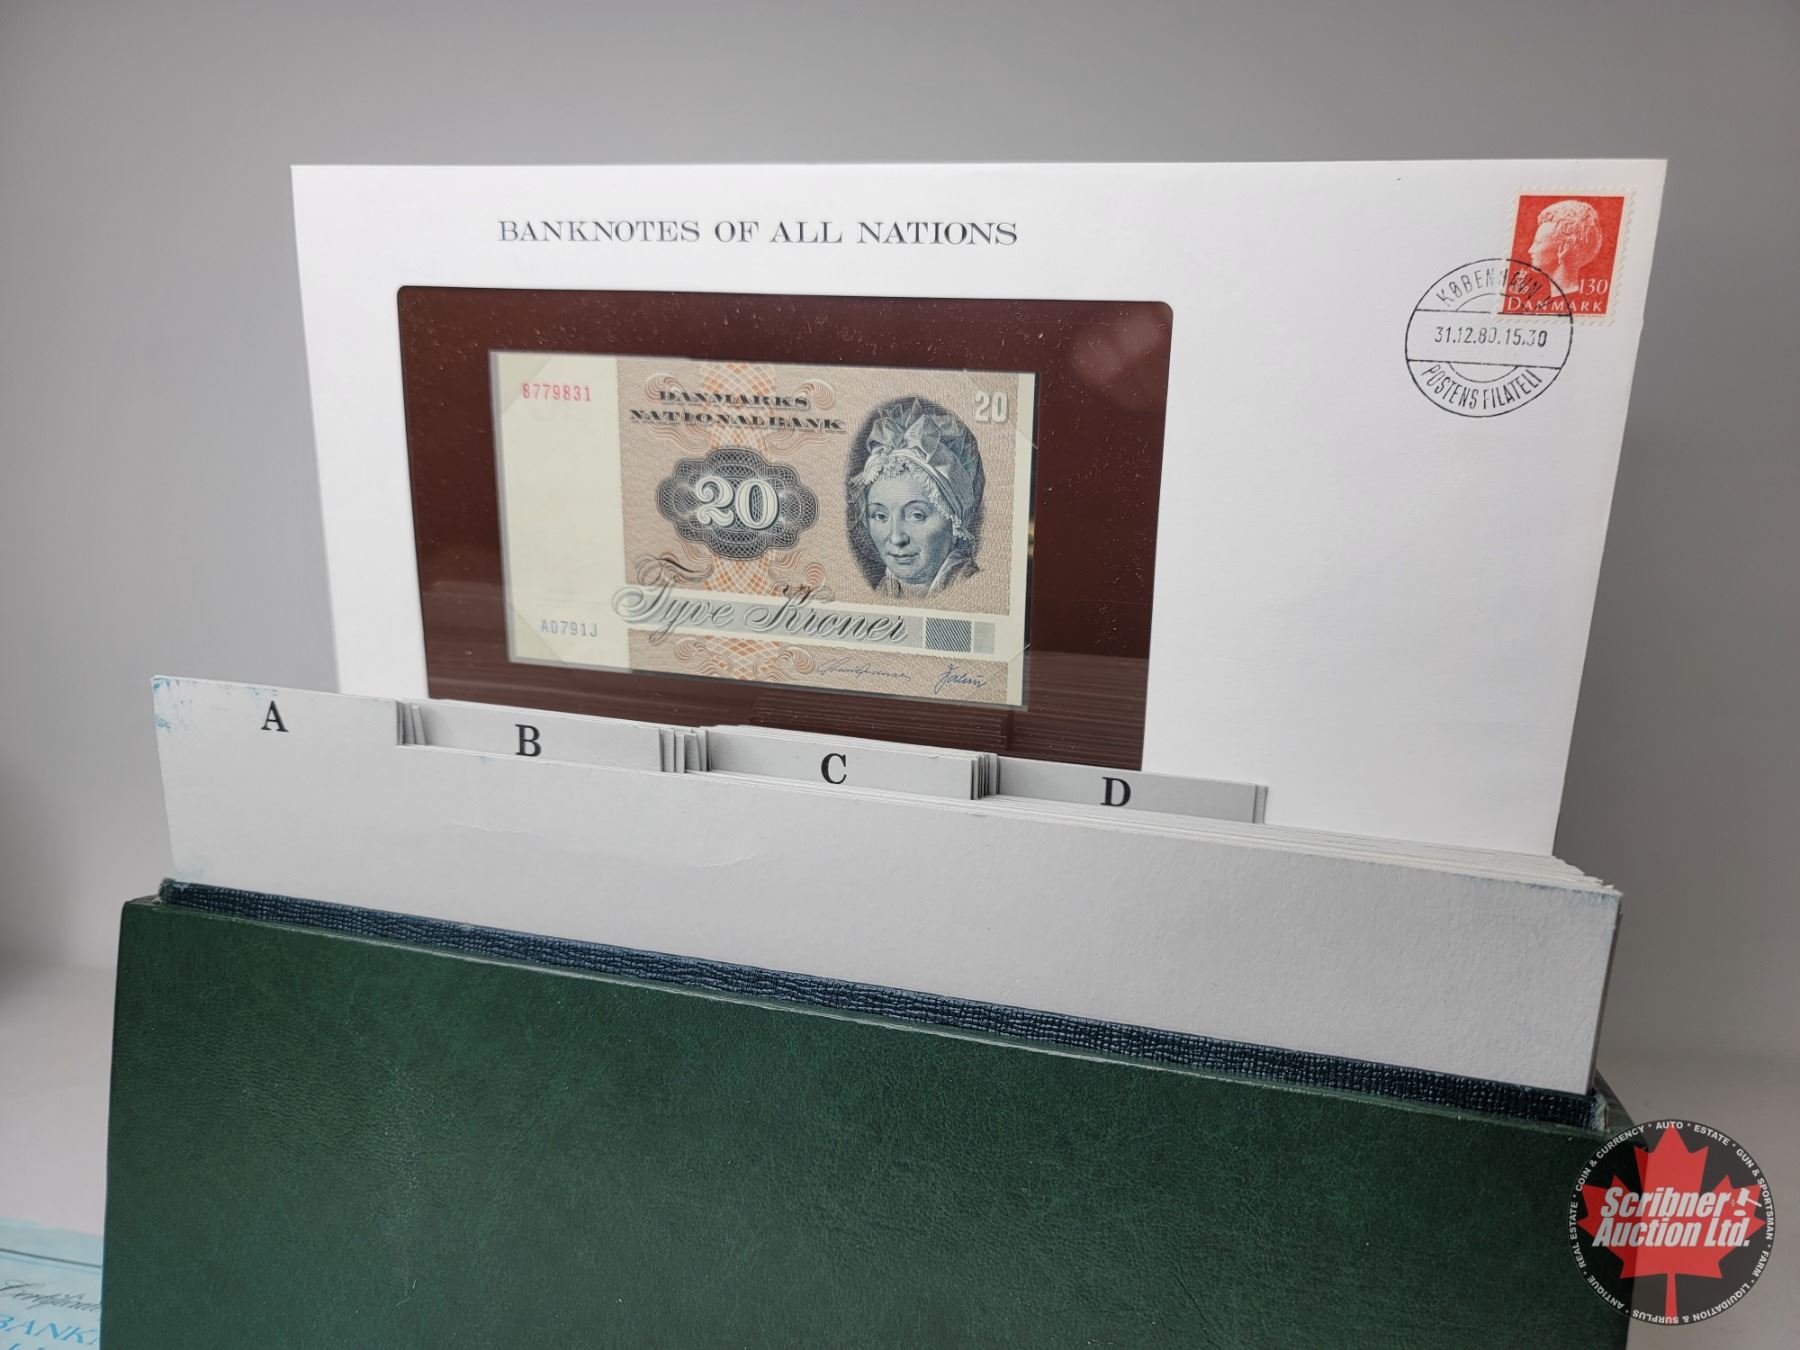 BANKNOTES OF ALL NATIONS
130
DANMARK
KØBENHAVN
31.12.80.15.30
POSTENS FILATELI
8779831
DANMARKS
NATIONALBANK
20
20
Tyve Kroner
A0791J
A
B
C
D
BANK
Scribner
Auction Ltd.
COIN & CURRENCY * AUTO * ESTATE * GUN & SPORTSMAN * FARM * LIQUIDATION & SURPLUS * ANTIQUE * REAL ESTATE *